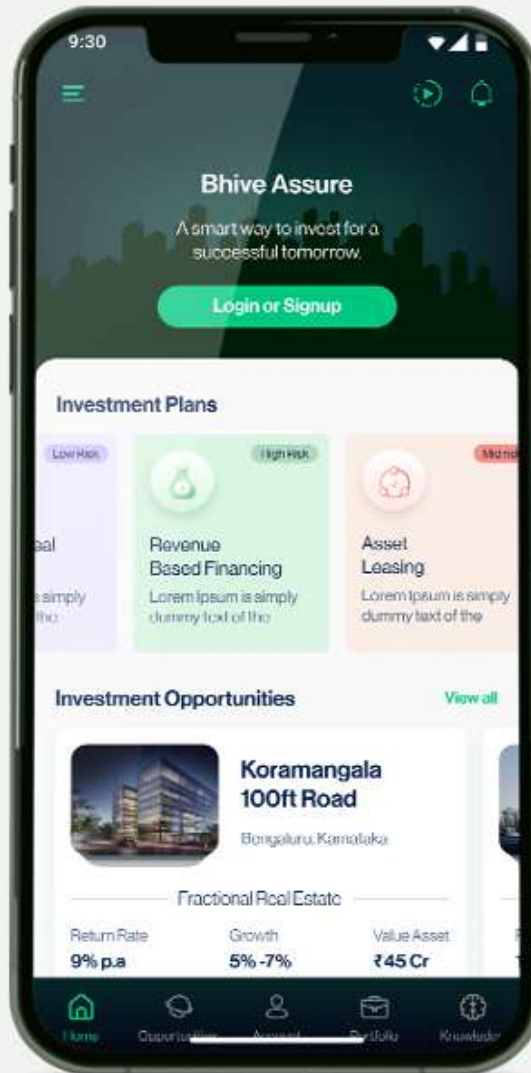 9:30
Bhive Assure
A smart way to invest for a
successful tomorrow.
Login or Signup
Investment Plans
Low Risk
High Risk
Revenue
Based Financing
Lorem Ipsum is simply
dummy text of the
Asset
Leasing
Lorem Ipsum is simply
dummy text of the
simply
Investment Opportunities
View all
Koramangala
100ft Road
Bengaluru, Karnataka
Fractional Real Estate
Return Rate
Growth
Value Asset
9% p.a
5% -7%
₹45 Cr
Home
Account
Portfolio